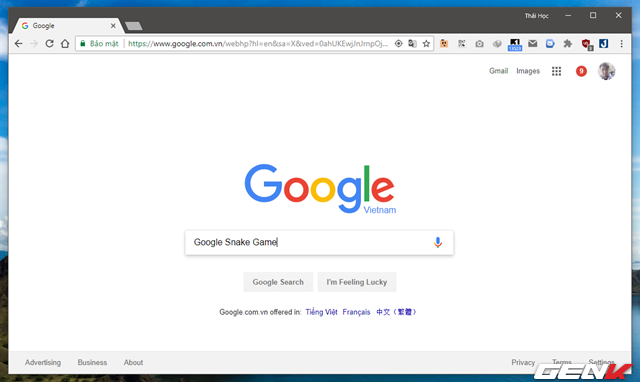 Thái Học
Google
Bảo mật
https://www.google.com.vn/webhp?hl=en&sa=X&ved=0ahUKEwjJnJrnpOj...
Gmail Images 9
Google
Vietnam
Google Snake Game
Google Search I'm Feeling Lucky
Google.com.vn offered in: Tiếng Việt Français 中文 (繁體)
Advertising Business About Privacy Terms Settings
GENK